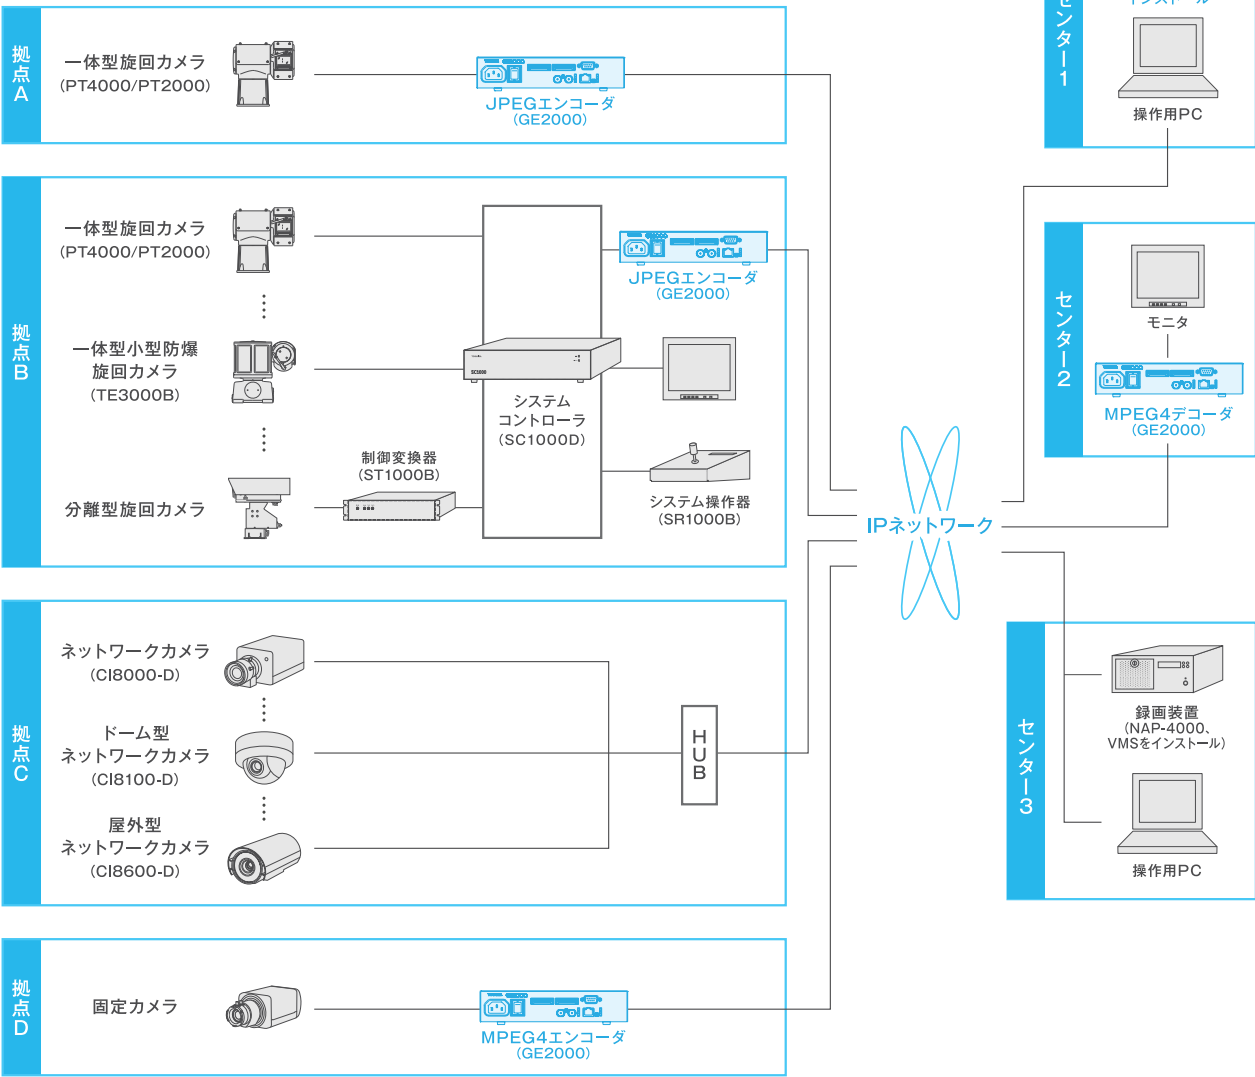 拠点A
一体型旋回カメラ
(PT4000/PT2000)
JPEGエンコーダ
(GE2000)
拠点B
一体型旋回カメラ
(PT4000/PT2000)
JPEGエンコーダ
(GE2000)
一体型小型防爆
旋回カメラ
(TE3000B)
SC1000
システム
コントローラ
(SC1000D)
制御変換器
(ST1000B)
分離型旋回カメラ
システム操作器
(SR1000B)
拠点C
ネットワークカメラ
(CI8000-D)
ドーム型
ネットワークカメラ
(CI8100-D)
屋外型
ネットワークカメラ
(CI8600-D)
HUB
拠点D
固定カメラ
MPEG4エンコーダ
(GE2000)
IPネットワーク
センター1
インストール
操作用PC
センター2
モニタ
MPEG4デコーダ
(GE2000)
センター3
録画装置
(NAP-4000、
VMSをインストール)
操作用PC